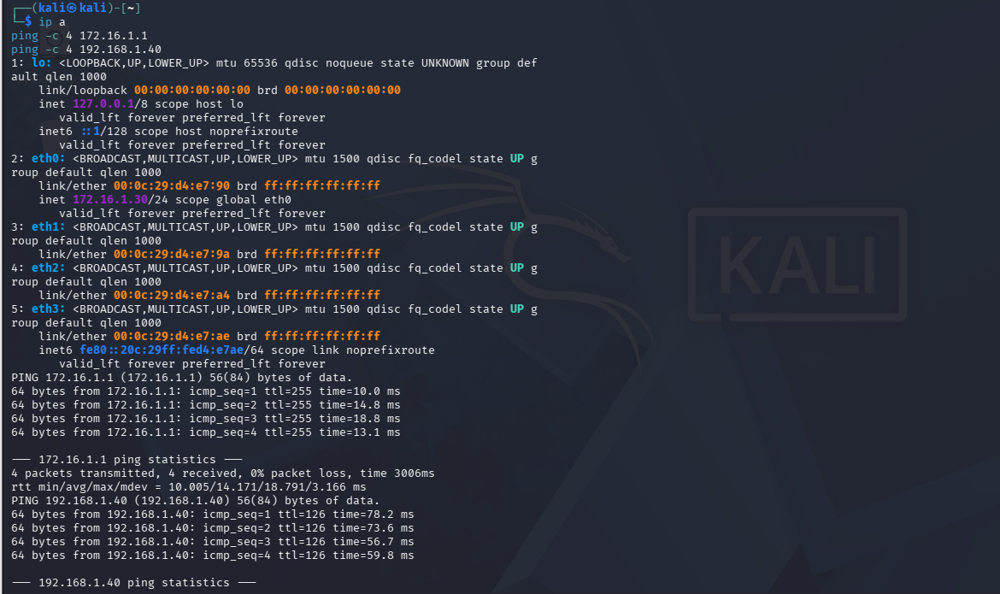 ┌──(kali㉿kali)-[~]
└─$ ip a
ping -c 4 172.16.1.1
ping -c 4 192.168.1.40
1: lo: <LOOPBACK,UP,LOWER_UP> mtu 65536 qdisc noqueue state UNKNOWN group def
ault qlen 1000
    link/loopback 00:00:00:00:00:00 brd 00:00:00:00:00:00
    inet 127.0.0.1/8 scope host lo
       valid_lft forever preferred_lft forever
    inet6 ::1/128 scope host noprefixroute
       valid_lft forever preferred_lft forever
2: eth0: <BROADCAST,MULTICAST,UP,LOWER_UP> mtu 1500 qdisc fq_codel state UP g
roup default qlen 1000
    link/ether 00:0c:29:d4:e7:90 brd ff:ff:ff:ff:ff:ff
    inet 172.16.1.30/24 scope global eth0
       valid_lft forever preferred_lft forever
3: eth1: <BROADCAST,MULTICAST,UP,LOWER_UP> mtu 1500 qdisc fq_codel state UP g
roup default qlen 1000
    link/ether 00:0c:29:d4:e7:9a brd ff:ff:ff:ff:ff:ff
4: eth2: <BROADCAST,MULTICAST,UP,LOWER_UP> mtu 1500 qdisc fq_codel state UP g
roup default qlen 1000
    link/ether 00:0c:29:d4:e7:a4 brd ff:ff:ff:ff:ff:ff
5: eth3: <BROADCAST,MULTICAST,UP,LOWER_UP> mtu 1500 qdisc fq_codel state UP g
roup default qlen 1000
    link/ether 00:0c:29:d4:e7:ae brd ff:ff:ff:ff:ff:ff
    inet6 fe80::20c:29ff:fed4:e7ae/64 scope link noprefixroute
       valid_lft forever preferred_lft forever
PING 172.16.1.1 (172.16.1.1) 56(84) bytes of data.
64 bytes from 172.16.1.1: icmp_seq=1 ttl=255 time=10.0 ms
64 bytes from 172.16.1.1: icmp_seq=2 ttl=255 time=14.8 ms
64 bytes from 172.16.1.1: icmp_seq=3 ttl=255 time=18.8 ms
64 bytes from 172.16.1.1: icmp_seq=4 ttl=255 time=13.1 ms

--- 172.16.1.1 ping statistics ---
4 packets transmitted, 4 received, 0% packet loss, time 3006ms
rtt min/avg/max/mdev = 10.005/14.171/18.791/3.166 ms
PING 192.168.1.40 (192.168.1.40) 56(84) bytes of data.
64 bytes from 192.168.1.40: icmp_seq=1 ttl=126 time=78.2 ms
64 bytes from 192.168.1.40: icmp_seq=2 ttl=126 time=73.6 ms
64 bytes from 192.168.1.40: icmp_seq=3 ttl=126 time=56.7 ms
64 bytes from 192.168.1.40: icmp_seq=4 ttl=126 time=59.8 ms

--- 192.168.1.40 ping statistics ---
KALI